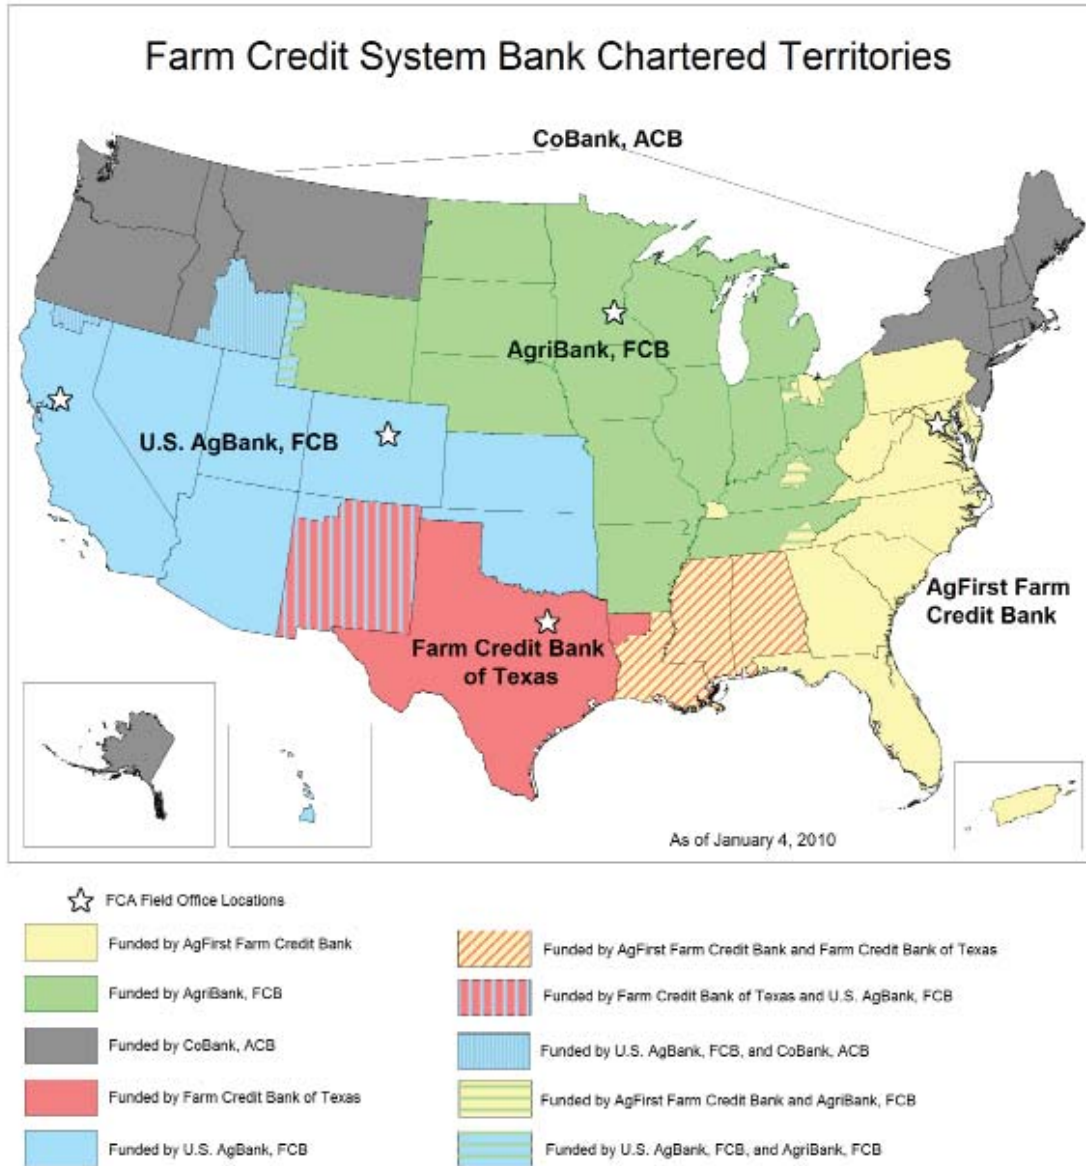 Farm Credit System Bank Chartered Territories
CoBank, ACB
AgriBank, FCB
U.S. AgBank, FCB
AgFirst Farm
Credit Bank
Farm Credit Bank
of Texas
As of January 4, 2010
FCA Field Office Locations
Funded by AgFirst Farm Credit Bank
Funded by AgriBank, FCB
Funded by CoBank, ACB
Funded by Farm Credit Bank of Texas
Funded by U.S. AgBank, FCB
Funded by AgFirst Farm Credit Bank and Farm Credit Bank of Texas
Funded by Farm Credit Bank of Texas and U.S. AgBank, FCB
Funded by U.S. AgBank, FCB, and CoBank, ACB
Funded by AgFirst Farm Credit Bank and AgriBank, FCB
Funded by U.S. AgBank, FCB, and AgriBank, FCB